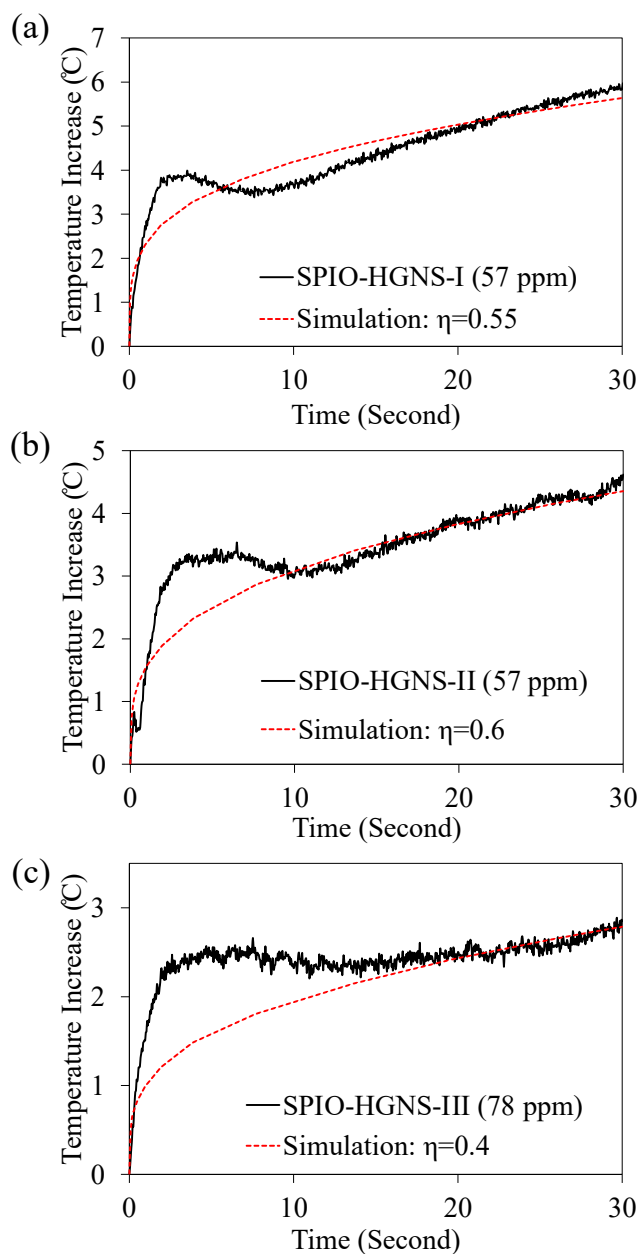 (a)
7
6
5
4
3
2
1
0
Temperature Increase (℃)
SPIO-HGNS-I (57 ppm)
Simulation: η=0.55
0 10 20 30
Time (Second)
(b)
5
4
3
2
1
0
Temperature Increase (℃)
SPIO-HGNS-II (57 ppm)
Simulation: η=0.6
0 10 20 30
Time (Second)
(c)
3
2
1
0
Temperature Increase (℃)
SPIO-HGNS-III (78 ppm)
Simulation: η=0.4
0 10 20 30
Time (Second)